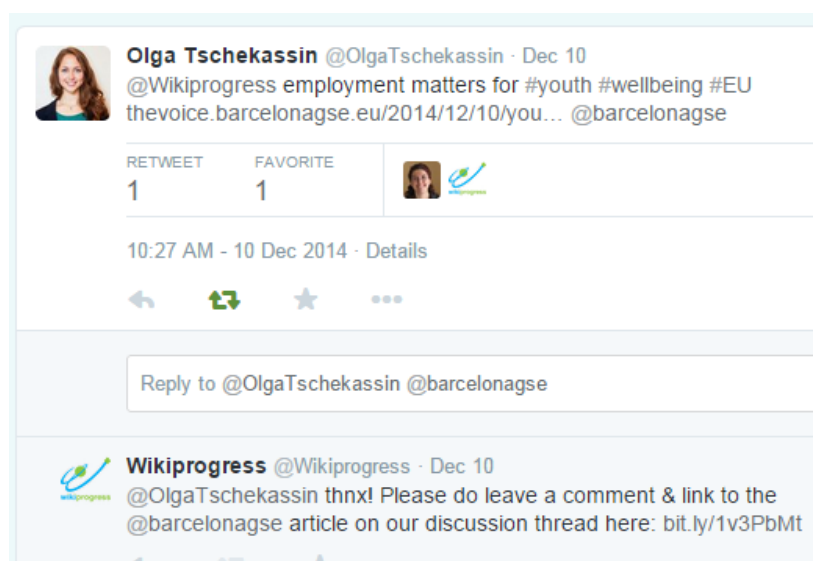 Olga Tschekassin @OlgaTschekassin · Dec 10
@Wikiprogress employment matters for #youth #wellbeing #EU
thevoice.barcelonagse.eu/2014/12/10/you... @barcelonagse
RETWEET FAVORITE
1 1
wikiprogress
10:27 AM - 10 Dec 2014 · Details
Reply to @OlgaTschekassin @barcelonagse
wikiprogress
Wikiprogress @Wikiprogress · Dec 10
@OlgaTschekassin thnx! Please do leave a comment & link to the
@barcelonagse article on our discussion thread here: bit.ly/1v3PbMt